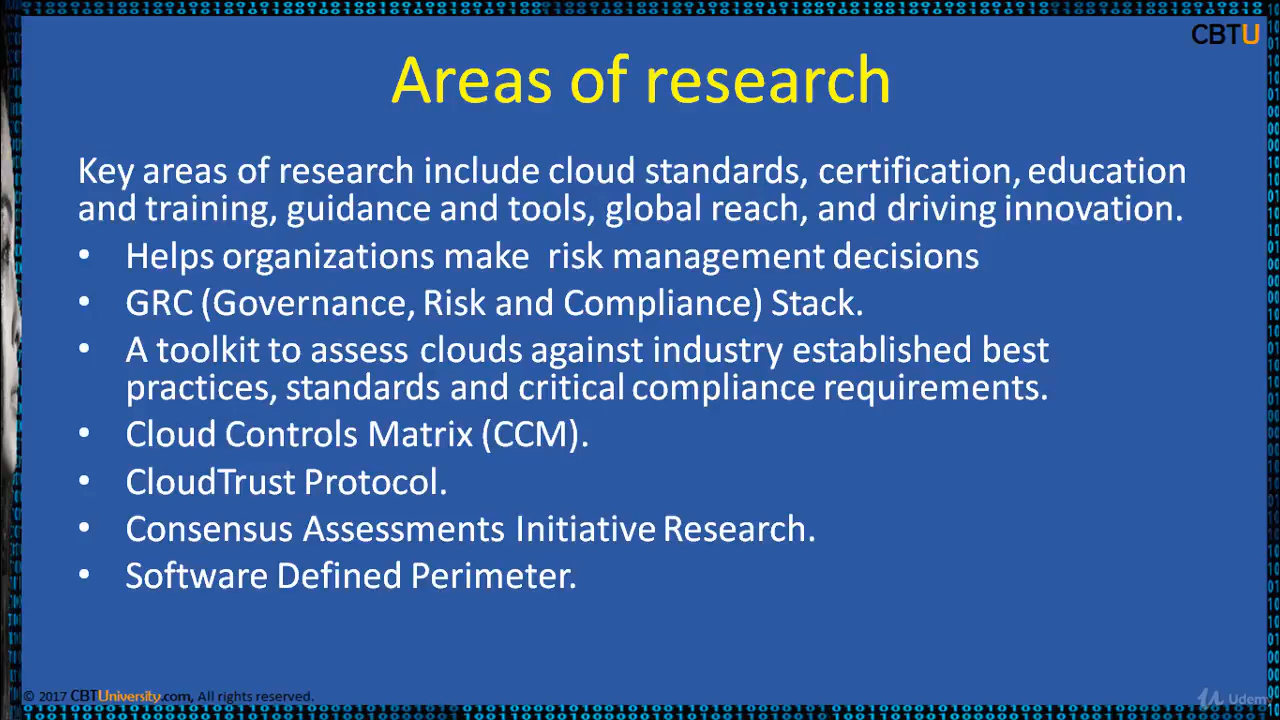 CBTU
Areas of research
Key areas of research include cloud standards, certification, education
and training, guidance and tools, global reach, and driving innovation.
• Helps organizations make  risk management decisions
• GRC (Governance, Risk and Compliance) Stack.
• A toolkit to assess clouds against industry established best
practices, standards and critical compliance requirements.
• Cloud Controls Matrix (CCM).
• CloudTrust Protocol.
• Consensus Assessments Initiative Research.
• Software Defined Perimeter.
© 2017 CBTUniversity.com, All rights reserved.
Udemy